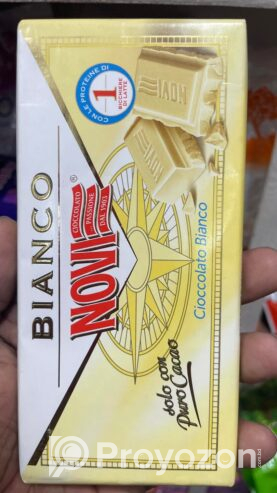 BIANCO
CIOCCOLATO
PASSIONE
DAL 1903
NOVI
CON LE PROTEINE DI
1
BICCHIERE
DI LATTE
NOVI
Cioccolato Bianco
solo con
Puro Cacao
Proyozon